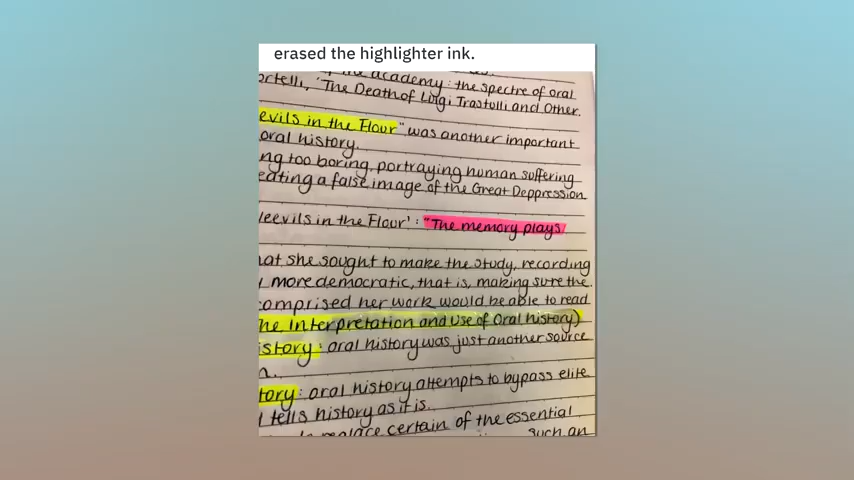 erased the highlighter ink.
the academy: the spectre of oral
ortelli, 'The Death of Luigi Trastulli and Other.
evils in the Flour" was another important
oral history.
ng too boring, portraying human suffering
eating a false image of the Great Deppression
leevils in the Flour': "The memory plays
hat she sought to make the study, recording
more democratic, that is, making sure the.
comprised her work would be able to read
he Interpretation and Use of Oral history)
istory: oral history was just another source
n.
tory: oral history attempts to bypass elite
l tells history as it is.
replace certain of the essential
such an